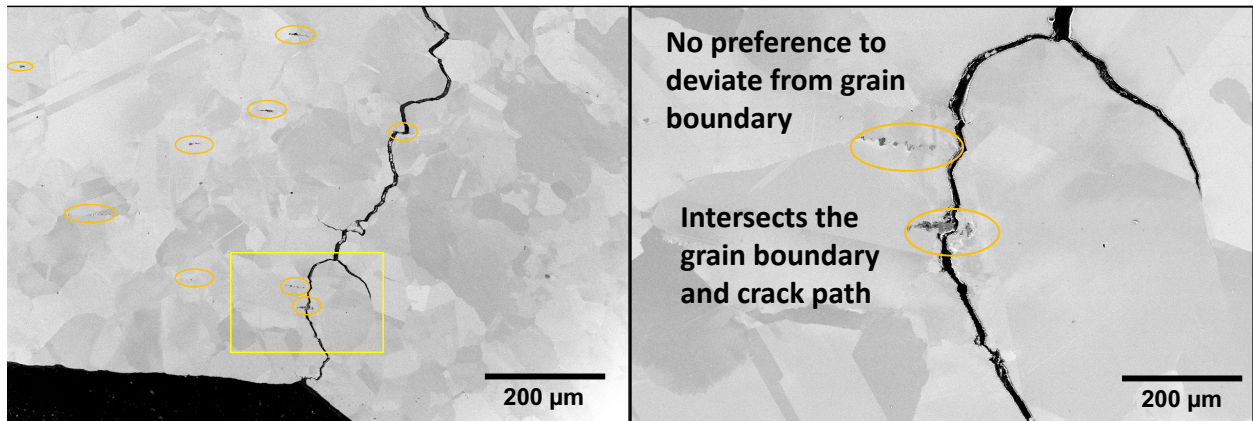 200 µm
No preference to
deviate from grain
boundary
Intersects the
grain boundary
and crack path
200 µm